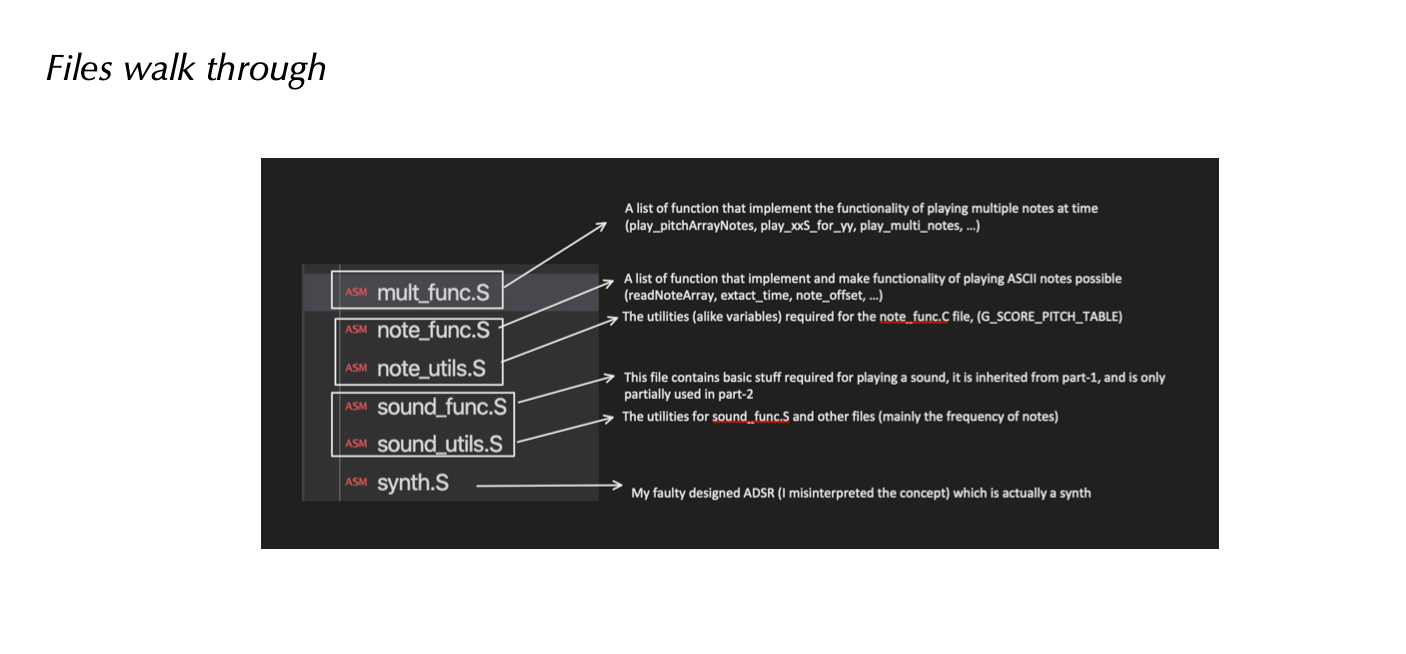 Files walk through
A list of function that implement the functionality of playing multiple notes at time
(play_pitchArrayNotes, play_xxS_for_yy, play_multi_notes, ...)
ASM mult_func.S
A list of function that implement and make functionality of playing ASCII notes possible
(readNoteArray, extact_time, note_offset, ...)
ASM note_func.S
The utilities (alike variables) required for the note_func.C file, (G_SCORE_PITCH_TABLE)
ASM note_utils.S
This file contains basic stuff required for playing a sound, it is inherited from part-1, and is only
partially used in part-2
ASM sound_func.S
The utilities for sound_func.S and other files (mainly the frequency of notes)
ASM sound_utils.S
ASM synth.S
My faulty designed ADSR (I misinterpreted the concept) which is actually a synth